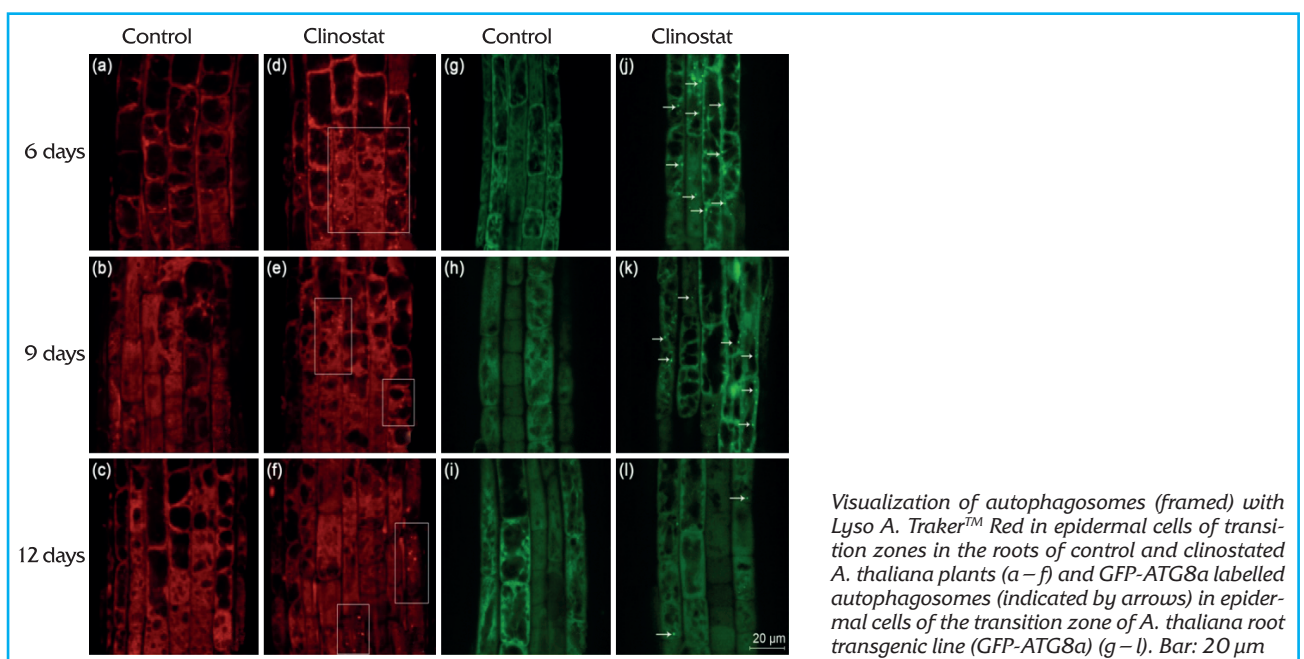 Control Clinostat Control Clinostat
(a) (d) (g) (j)
6 days
(b) (e) (h) (k)
9 days
(c) (f) (i) (l)
12 days
20 µm
Visualization of autophagosomes (framed) with
Lyso A. Traker™ Red in epidermal cells of transi-
tion zones in the roots of control and clinostated
A. thaliana plants (a – f) and GFP-ATG8a labelled
autophagosomes (indicated by arrows) in epider-
mal cells of the transition zone of A. thaliana root
transgenic line (GFP-ATG8a) (g – l). Bar: 20 µm